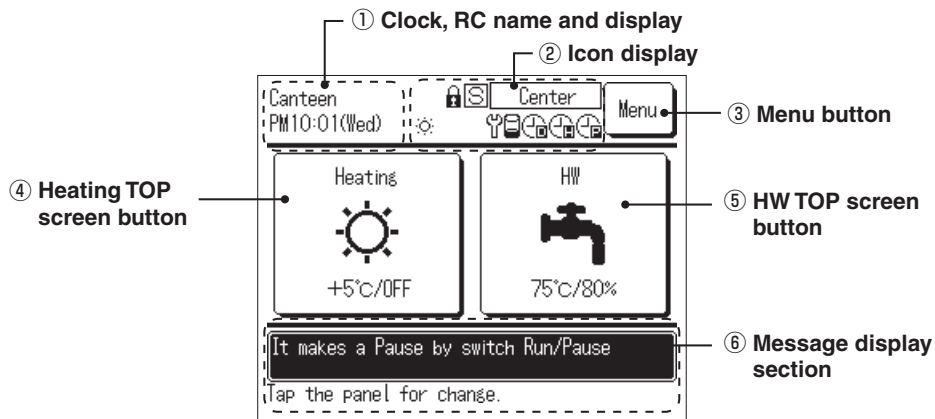 ① Clock, RC name and display
② Icon display
Canteen
S Center
Menu
③ Menu button
PM10:01(Wed)
④ Heating TOP
screen button
Heating
HW
⑤ HW TOP screen
button
+5℃/OFF
75℃/80%
It makes a Pause by switch Run/Pause
⑥ Message display
section
Tap the panel for change.